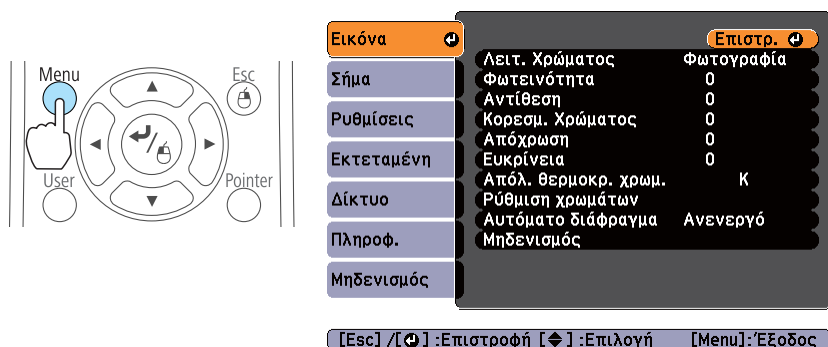 Menu
Esc
User
Pointer
Εικόνα
Σήμα
Ρυθμίσεις
Εκτεταμένη
Δίκτυο
Πληροφ.
Μηδενισμός
Επιστρ.
Λειτ. Χρώματος Φωτογραφία
Φωτεινότητα 0
Αντίθεση 0
Κορεσμ. Χρώματος 0
Απόχρωση 0
Ευκρίνεια 0
Απόλ. θερμοκρ. χρωμ. K
Ρύθμιση χρωμάτων
Αυτόματο διάφραγμα Ανενεργό
Μηδενισμός
[Esc] /[ ] :Επιστροφή [ ] :Επιλογή [Menu]:Έξοδος